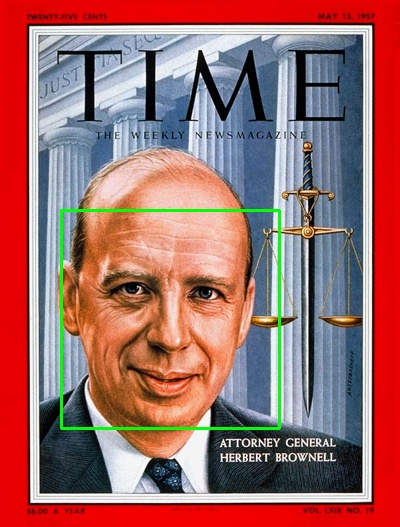 TWENTY-FIVE CENTS
MAY 13, 1957
JUSTITIA
TIME
THE WEEKLY NEWSMAGAZINE
ATTORNEY GENERAL
HERBERT BROWNELL
$6.00 A YEAR
VOL. LXIX NO. 19